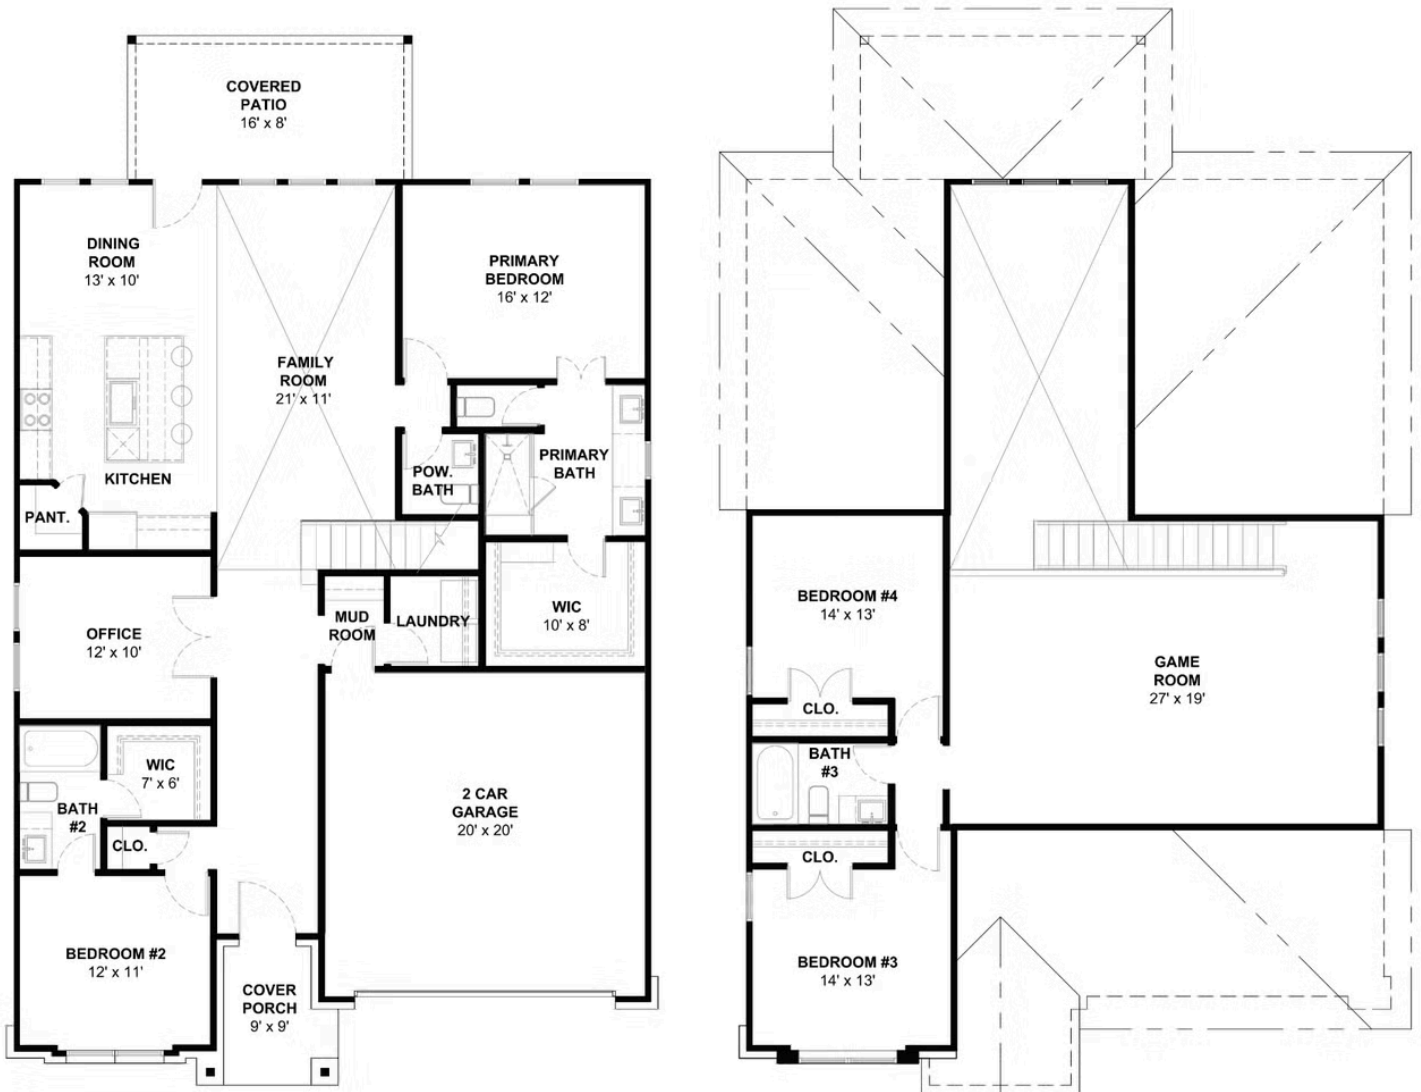 COVERED
PATIO
16' x 8'
DINING
ROOM
13' x 10'
PRIMARY
BEDROOM
16' x 12'
FAMILY
ROOM
21' x 11'
KITCHEN
PANT.
POW.
BATH
PRIMARY
BATH
OFFICE
12' x 10'
MUD
ROOM
LAUNDRY
WIC
10' x 8'
WIC
7' x 6'
BATH
#2
CLO.
2 CAR
GARAGE
20' x 20'
BEDROOM #2
12' x 11'
COVER
PORCH
9' x 9'
BEDROOM #4
14' x 13'
CLO.
BATH
#3
CLO.
GAME
ROOM
27' x 19'
BEDROOM #3
14' x 13'